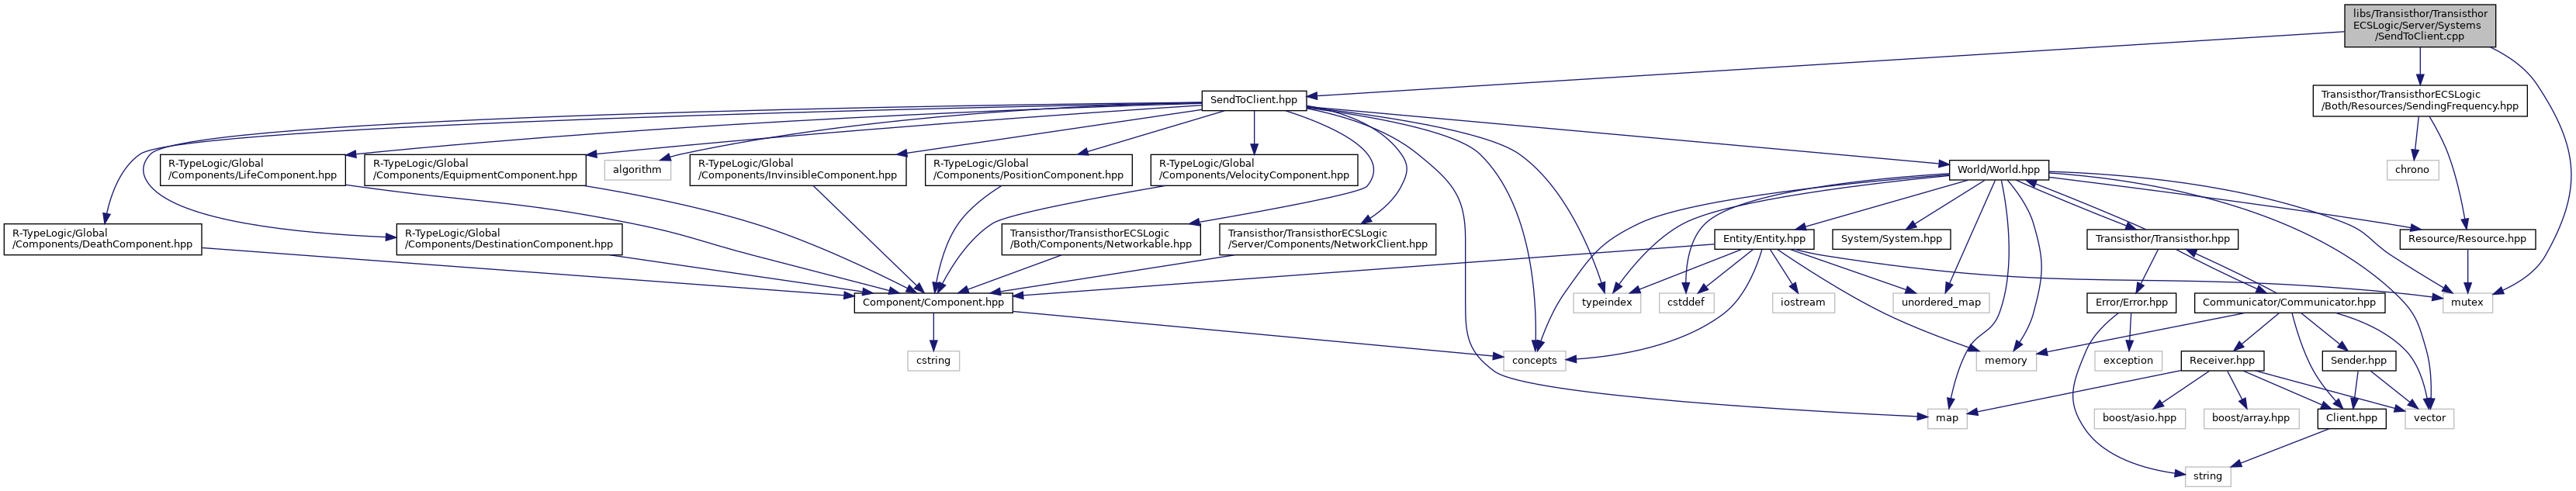 libs/Transisthor/Transisthor
ECSLogic/Server/Systems
/SendToClient.cpp
SendToClient.hpp
Transisthor/TransisthorECSLogic
/Both/Resources/SendingFrequency.hpp
R-TypeLogic/Global
/Components/LifeComponent.hpp
R-TypeLogic/Global
/Components/EquipmentComponent.hpp
algorithm
R-TypeLogic/Global
/Components/InvinsibleComponent.hpp
R-TypeLogic/Global
/Components/PositionComponent.hpp
R-TypeLogic/Global
/Components/VelocityComponent.hpp
World/World.hpp
chrono
R-TypeLogic/Global
/Components/DeathComponent.hpp
R-TypeLogic/Global
/Components/DestinationComponent.hpp
Transisthor/TransisthorECSLogic
/Both/Components/Networkable.hpp
Transisthor/TransisthorECSLogic
/Server/Components/NetworkClient.hpp
Entity/Entity.hpp
System/System.hpp
Transisthor/Transisthor.hpp
Resource/Resource.hpp
Component/Component.hpp
typeindex
cstddef
iostream
unordered_map
Error/Error.hpp
Communicator/Communicator.hpp
mutex
cstring
concepts
memory
exception
Receiver.hpp
Sender.hpp
map
boost/asio.hpp
boost/array.hpp
Client.hpp
vector
string